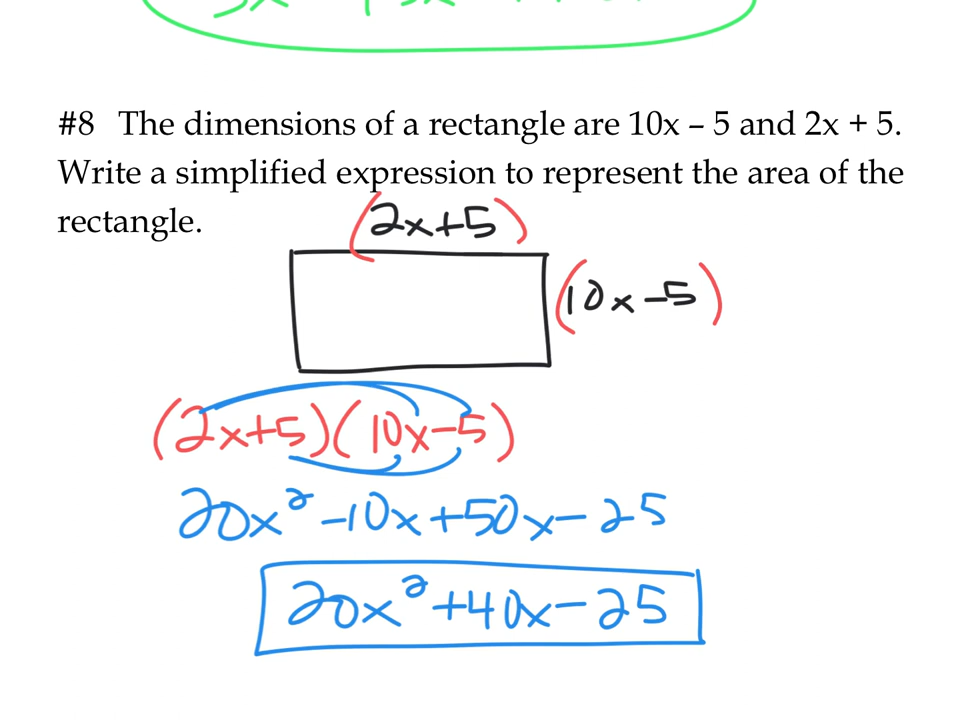 #8 The dimensions of a rectangle are 10x – 5 and 2x + 5.
Write a simplified expression to represent the area of the
rectangle.
(2x+5)
(10x-5)
(2x+5)(10x-5)
20x²-10x+50x-25
20x²+40x-25